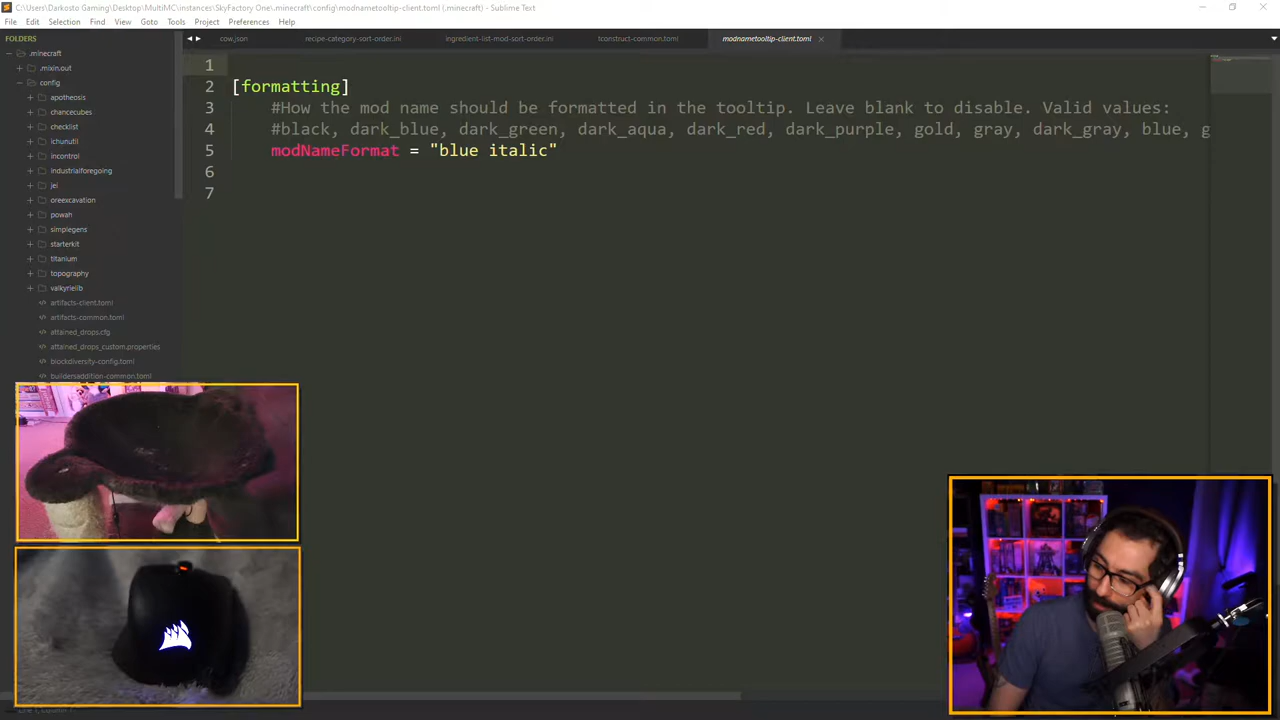 C:\Users\Darkosto Gaming\Desktop\MultiMC\instances\SkyFactory One\.minecraft\config\modnametooltip-client.toml (.minecraft) - Sublime Text
File Edit Selection Find View Goto Tools Project Preferences Help
FOLDERS
cow.json recipe-category-sort-order.ini ingredient-list-mod-sort-order.ini tconstruct-common.toml modnametooltip-client.toml
.minecraft
.mixin.out
config
apotheosis
chancecubes
checklist
ichunutil
incontrol
industrialforegoing
jei
oreexcavation
powah
simplegens
starterkit
titanium
topography
valkyrielib
artifacts-client.toml
artifacts-common.toml
attained_drops.cfg
attained_drops_custom.properties
blockdiversity-config.toml
buildersaddition-common.toml
1
2 [formatting]
3 #How the mod name should be formatted in the tooltip. Leave blank to disable. Valid values:
4 #black, dark_blue, dark_green, dark_aqua, dark_red, dark_purple, gold, gray, dark_gray, blue, g
5 modNameFormat = "blue italic"
6
7